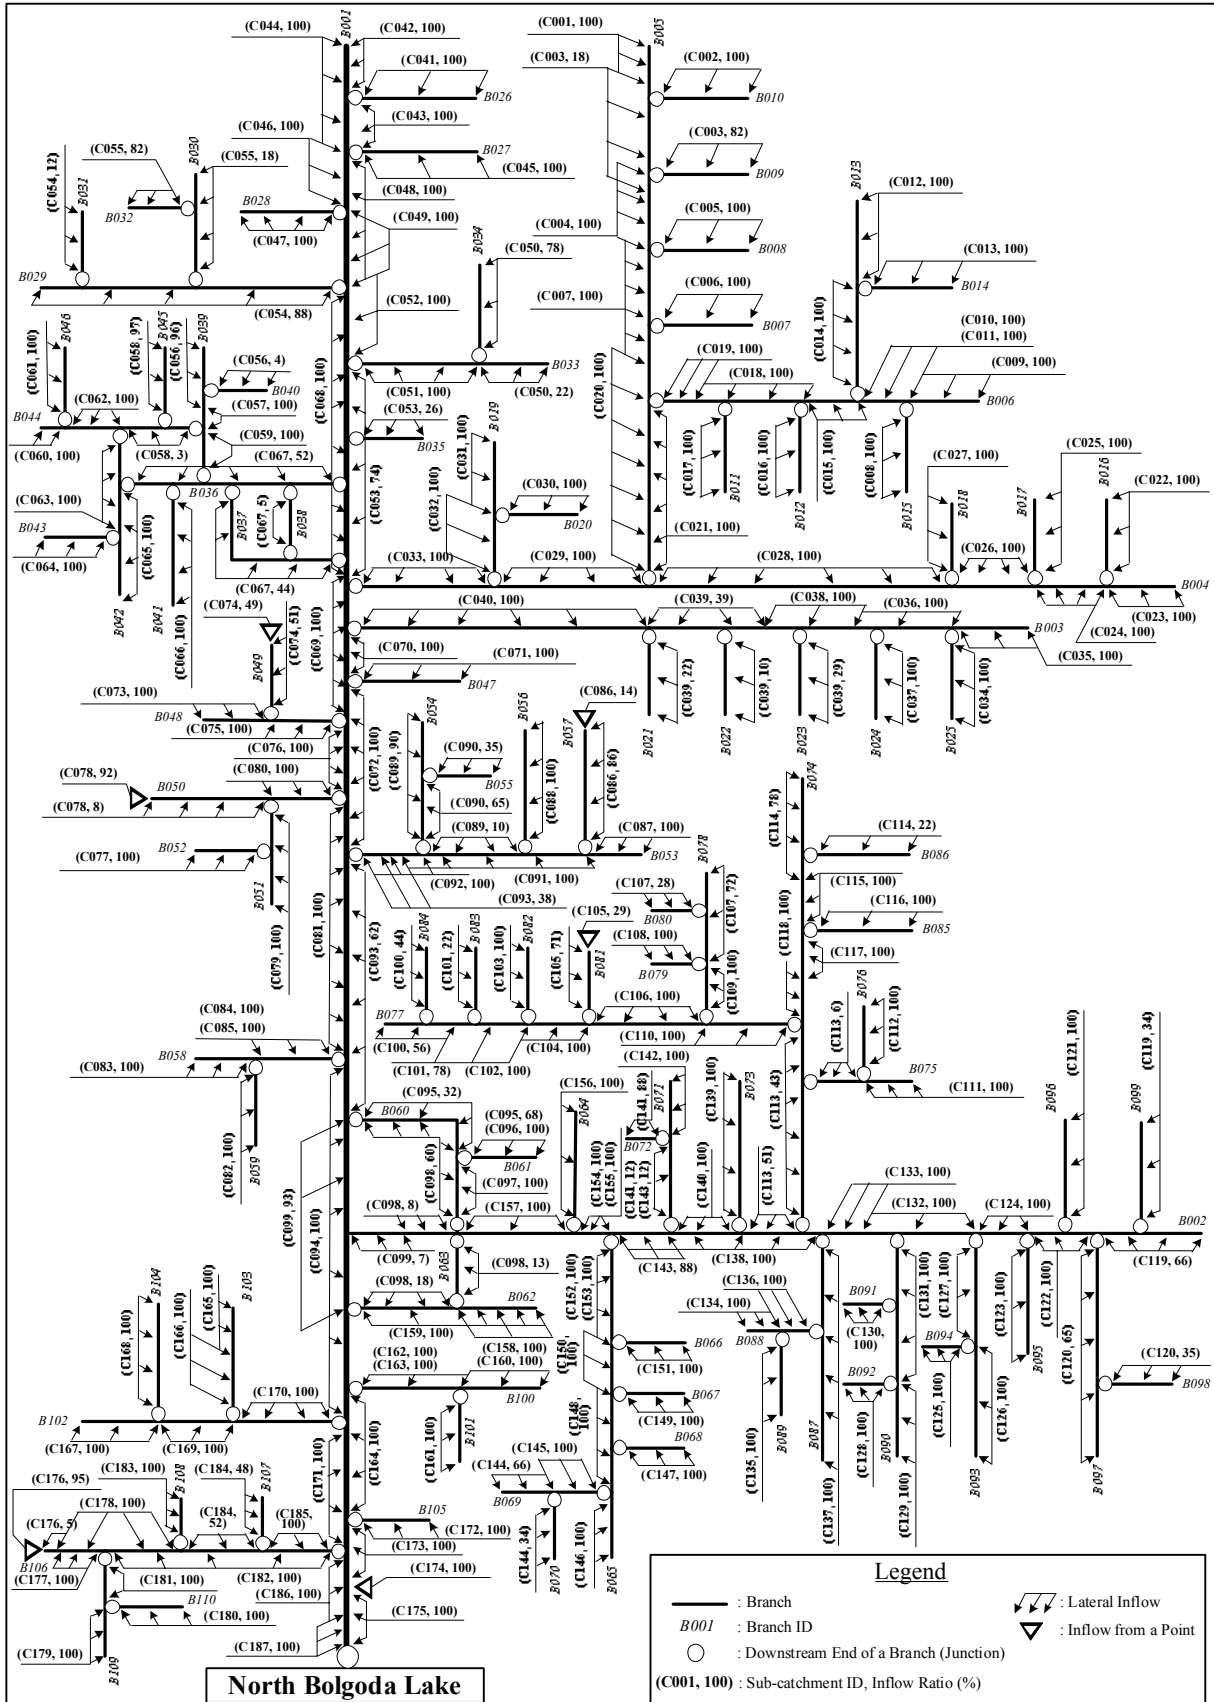 B001
B005
(C044, 100)
(C042, 100)
(C001, 100)
(C041, 100)
(C003, 18)
(C002, 100)
B026
B010
(C046, 100)
(C043, 100)
(C055, 82)
B030
(C055, 18)
B027
(C003, 82)
(C054, 12)
B031
(C045, 100)
B009
B013
(C012, 100)
B032
B028
(C048, 100)
(C049, 100)
(C004, 100)
(C005, 100)
(C047, 100)
B034
(C050, 78)
B008
(C013, 100)
B029
(C052, 100)
(C007, 100)
(C006, 100)
B014
(C054, 88)
B007
(C014, 100)
(C010, 100)
(C011, 100)
B046
B045
B039
(C061, 100)
(C058, 97)
(C056, 96)
(C056, 4)
(C068, 100)
B033
(C019, 100)
(C009, 100)
B040
(C051, 100)
(C050, 22)
(C020, 100)
(C018, 100)
B044
(C062, 100)
(C057, 100)
(C053, 26)
B019
B006
(C059, 100)
B035
(C031, 100)
(C060, 100)
(C058, 3)
(C067, 52)
(C025, 100)
(C017, 100)
(C016, 100)
(C015, 100)
(C008, 100)
(C027, 100)
B016
(C063, 100)
B036
(C053, 74)
(C032, 100)
(C030, 100)
B011
B012
B015
B018
B017
(C022, 100)
B043
(C065, 100)
B037
(C067, 5)
B038
B020
(C021, 100)
(C064, 100)
(C033, 100)
(C029, 100)
(C028, 100)
(C026, 100)
(C067, 44)
B004
B042
B041
(C074, 49)
(C040, 100)
(C039, 39)
(C038, 100)
(C036, 100)
(C023, 100)
(C066, 100)
(C074, 51)
(C069, 100)
B003
(C024, 100)
B049
(C070, 100)
(C071, 100)
(C035, 100)
(C073, 100)
B047
(C086, 14)
(C039, 22)
(C039, 10)
(C039, 29)
(C037, 100)
(C034, 100)
B048
B054
B056
B057
B021
B022
B023
B024
B025
(C075, 100)
(C076, 100)
(C072, 100)
(C089, 90)
(C090, 35)
(C088, 100)
(C086, 86)
B074
(C078, 92)
(C080, 100)
B055
B050
(C090, 65)
(C114, 78)
(C078, 8)
(C089, 10)
(C087, 100)
B078
(C114, 22)
B052
B053
B086
(C077, 100)
(C092, 100)
(C091, 100)
(C107, 28)
(C115, 100)
B051
(C081, 100)
(C093, 38)
(C107, 72)
(C116, 100)
B084
B083
B082
(C105, 29)
B080
(C118, 100)
B085
(C079, 100)
(C093, 62)
(C100, 44)
(C101, 22)
(C103, 100)
(C105, 71)
B081
(C108, 100)
(C117, 100)
B079
(C109, 100)
B076
(C084, 100)
B077
(C106, 100)
(C085, 100)
(C113, 6)
(C112, 100)
(C100, 56)
(C104, 100)
(C110, 100)
B058
(C101, 78)
(C102, 100)
(C142, 100)
(C121, 100)
(C119, 34)
(C083, 100)
(C095, 32)
(C156, 100)
(C141, 88)
B071
(C139, 100)
B073
(C113, 43)
B075
(C111, 100)
B060
(C095, 68)
B064
B096
B099
(C082, 100)
B059
(C096, 100)
B072
(C098, 60)
B061
(C154, 100)
(C155, 100)
(C141, 12)
(C143, 12)
(C140, 100)
(C113, 51)
(C133, 100)
(C097, 100)
(C132, 100)
(C099, 93)
(C094, 100)
(C098, 8)
(C157, 100)
(C124, 100)
B002
(C099, 7)
(C138, 100)
(C143, 88)
(C119, 66)
B104
B103
B063
(C098, 13)
(C152, 100)
(C153, 100)
(C136, 100)
(C131, 100)
(C127, 100)
(C123, 100)
(C122, 100)
(C098, 18)
(C134, 100)
B091
(C168, 100)
(C166, 100)
(C165, 100)
B062
B088
(C130, 100)
B094
(C120, 65)
(C159, 100)
(C158, 100)
(C150, 100)
B066
B095
(C162, 100)
(C163, 100)
(C160, 100)
(C151, 100)
B092
(C120, 35)
(C170, 100)
B100
B067
(C135, 100)
(C128, 100)
(C125, 100)
(C126, 100)
B098
B102
(C148, 100)
(C149, 100)
B089
B087
B090
(C167, 100)
(C169, 100)
(C161, 100)
B101
B068
B093
B097
(C176, 95)
(C183, 100)
(C184, 48)
(C171, 100)
(C164, 100)
(C145, 100)
(C147, 100)
(C144, 66)
(C137, 100)
(C129, 100)
B108
B107
B069
(C176, 5)
(C178, 100)
(C184, 52)
(C185, 100)
B105
(C172, 100)
(C144, 34)
(C146, 100)
B106
(C173, 100)
B070
B065
(C177, 100)
(C181, 100)
(C182, 100)
(C174, 100)
(C186, 100)
B110
(C180, 100)
(C175, 100)
(C179, 100)
B109
(C187, 100)
North Bolgoda Lake
Legend
: Branch
: Lateral Inflow
B001 : Branch ID
: Inflow from a Point
: Downstream End of a Branch (Junction)
(C001, 100) : Sub-catchment ID, Inflow Ratio (%)